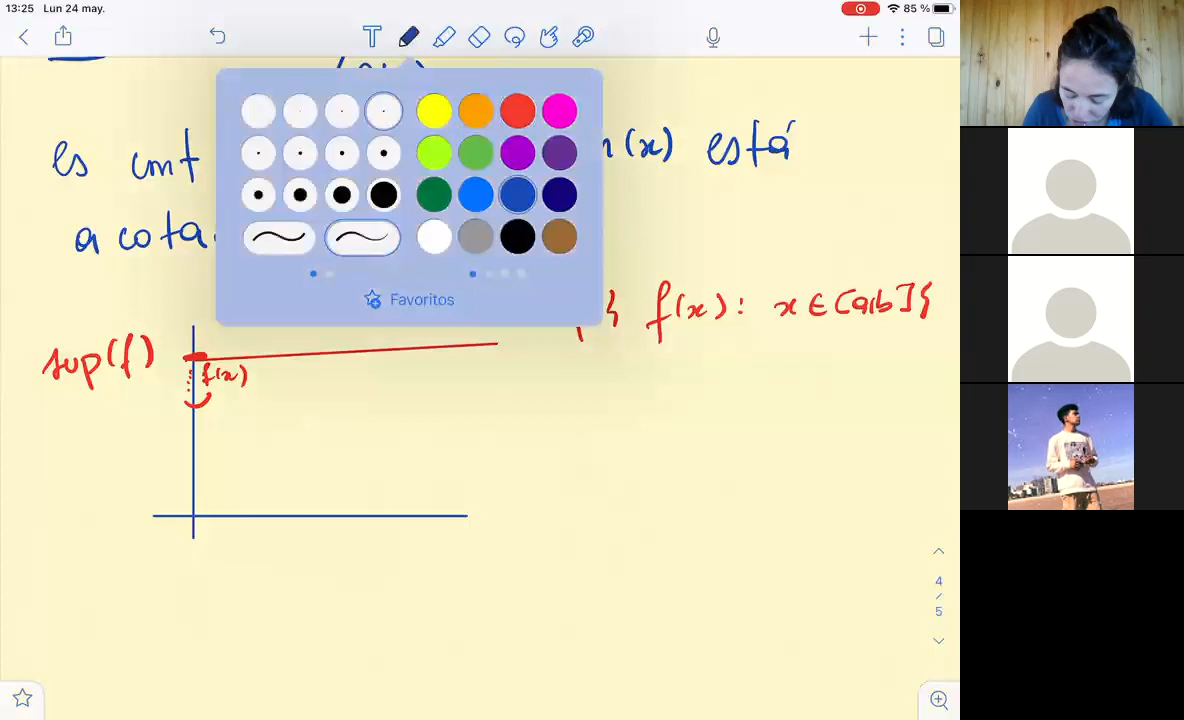 13:25 Lun 24 may. 85 %
T
es cont (x) está
acota
f(x): x ∈ [a,b]}
sup(f)
f(x)
Favoritos
4
/
5